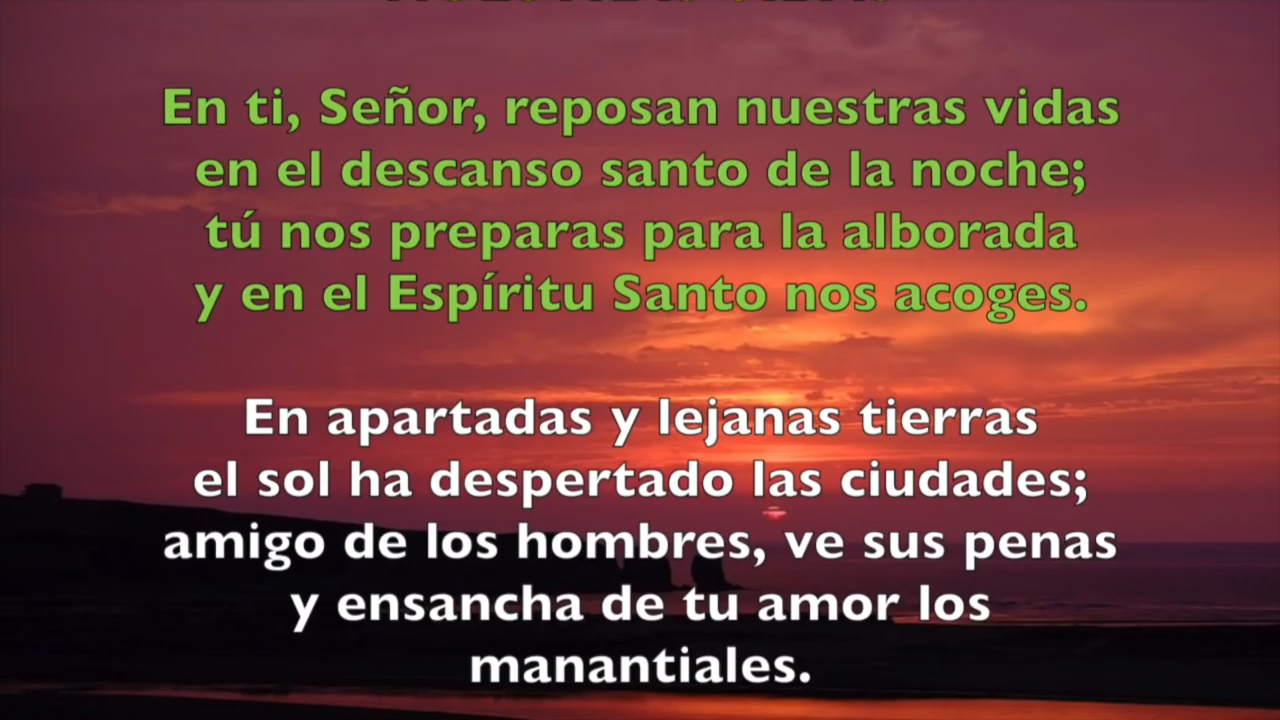 En ti, Señor, reposan nuestras vidas
en el descanso santo de la noche;
tú nos preparas para la alborada
y en el Espíritu Santo nos acoges.
En apartadas y lejanas tierras
el sol ha despertado las ciudades;
amigo de los hombres, ve sus penas
y ensancha de tu amor los
manantiales.